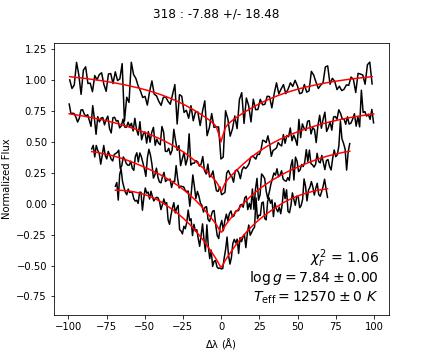 318 : -7.88 +/- 18.48
Normalized Flux
1.25
1.00
0.75
0.50
0.25
0.00
−0.25
−0.50
−0.75
χ²ᵣ = 1.06
log g = 7.84 ± 0.00
T_eff = 12570 ± 0 K
−100 −75 −50 −25 0 25 50 75 100
Δλ (Å)